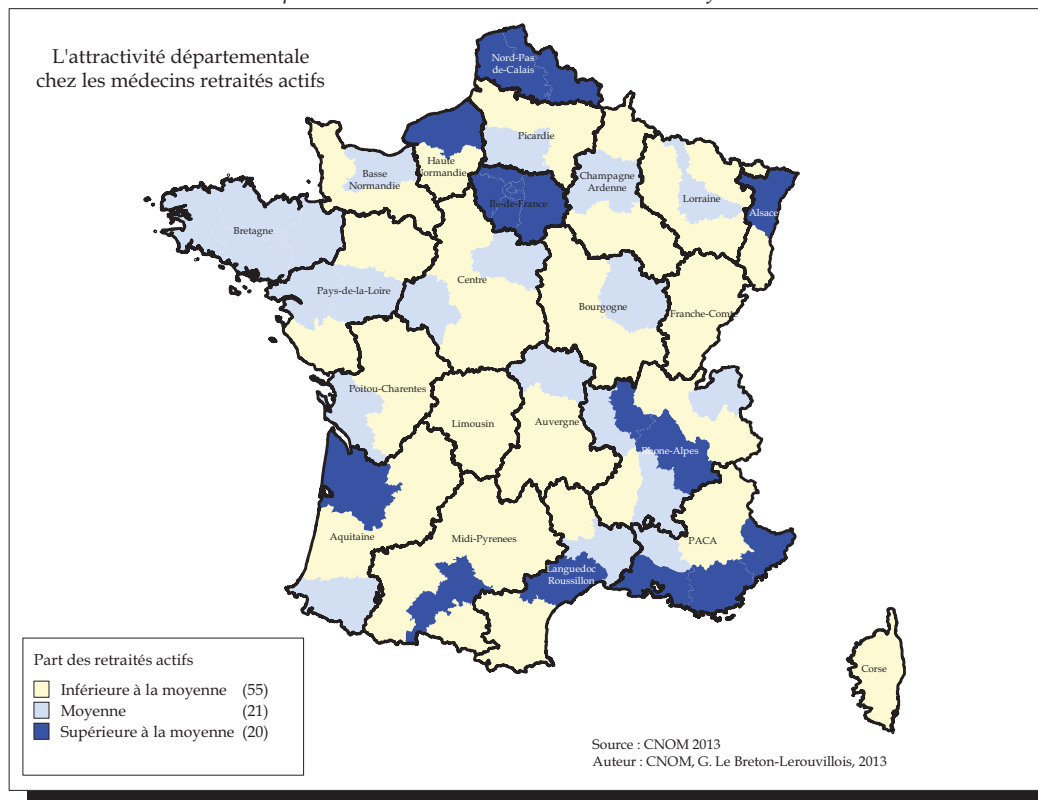 L'attractivité départementale
chez les médecins retraités actifs
Nord-Pas
de-Calais
Picardie
Haute
Normandie
Basse
Normandie
Champagne
Ardenne
Lorraine
Alsace
Ile-de-France
Bretagne
Pays-de-la-Loire
Centre
Bourgogne
Franche-Comté
Poitou-Charentes
Limousin
Auvergne
Rhone-Alpes
Aquitaine
Midi-Pyrenees
Languedoc
Roussillon
PACA
Corse
Part des retraités actifs
Inférieure à la moyenne (55)
Moyenne (21)
Supérieure à la moyenne (20)
Source : CNOM 2013
Auteur : CNOM, G. Le Breton-Lerouvillois, 2013